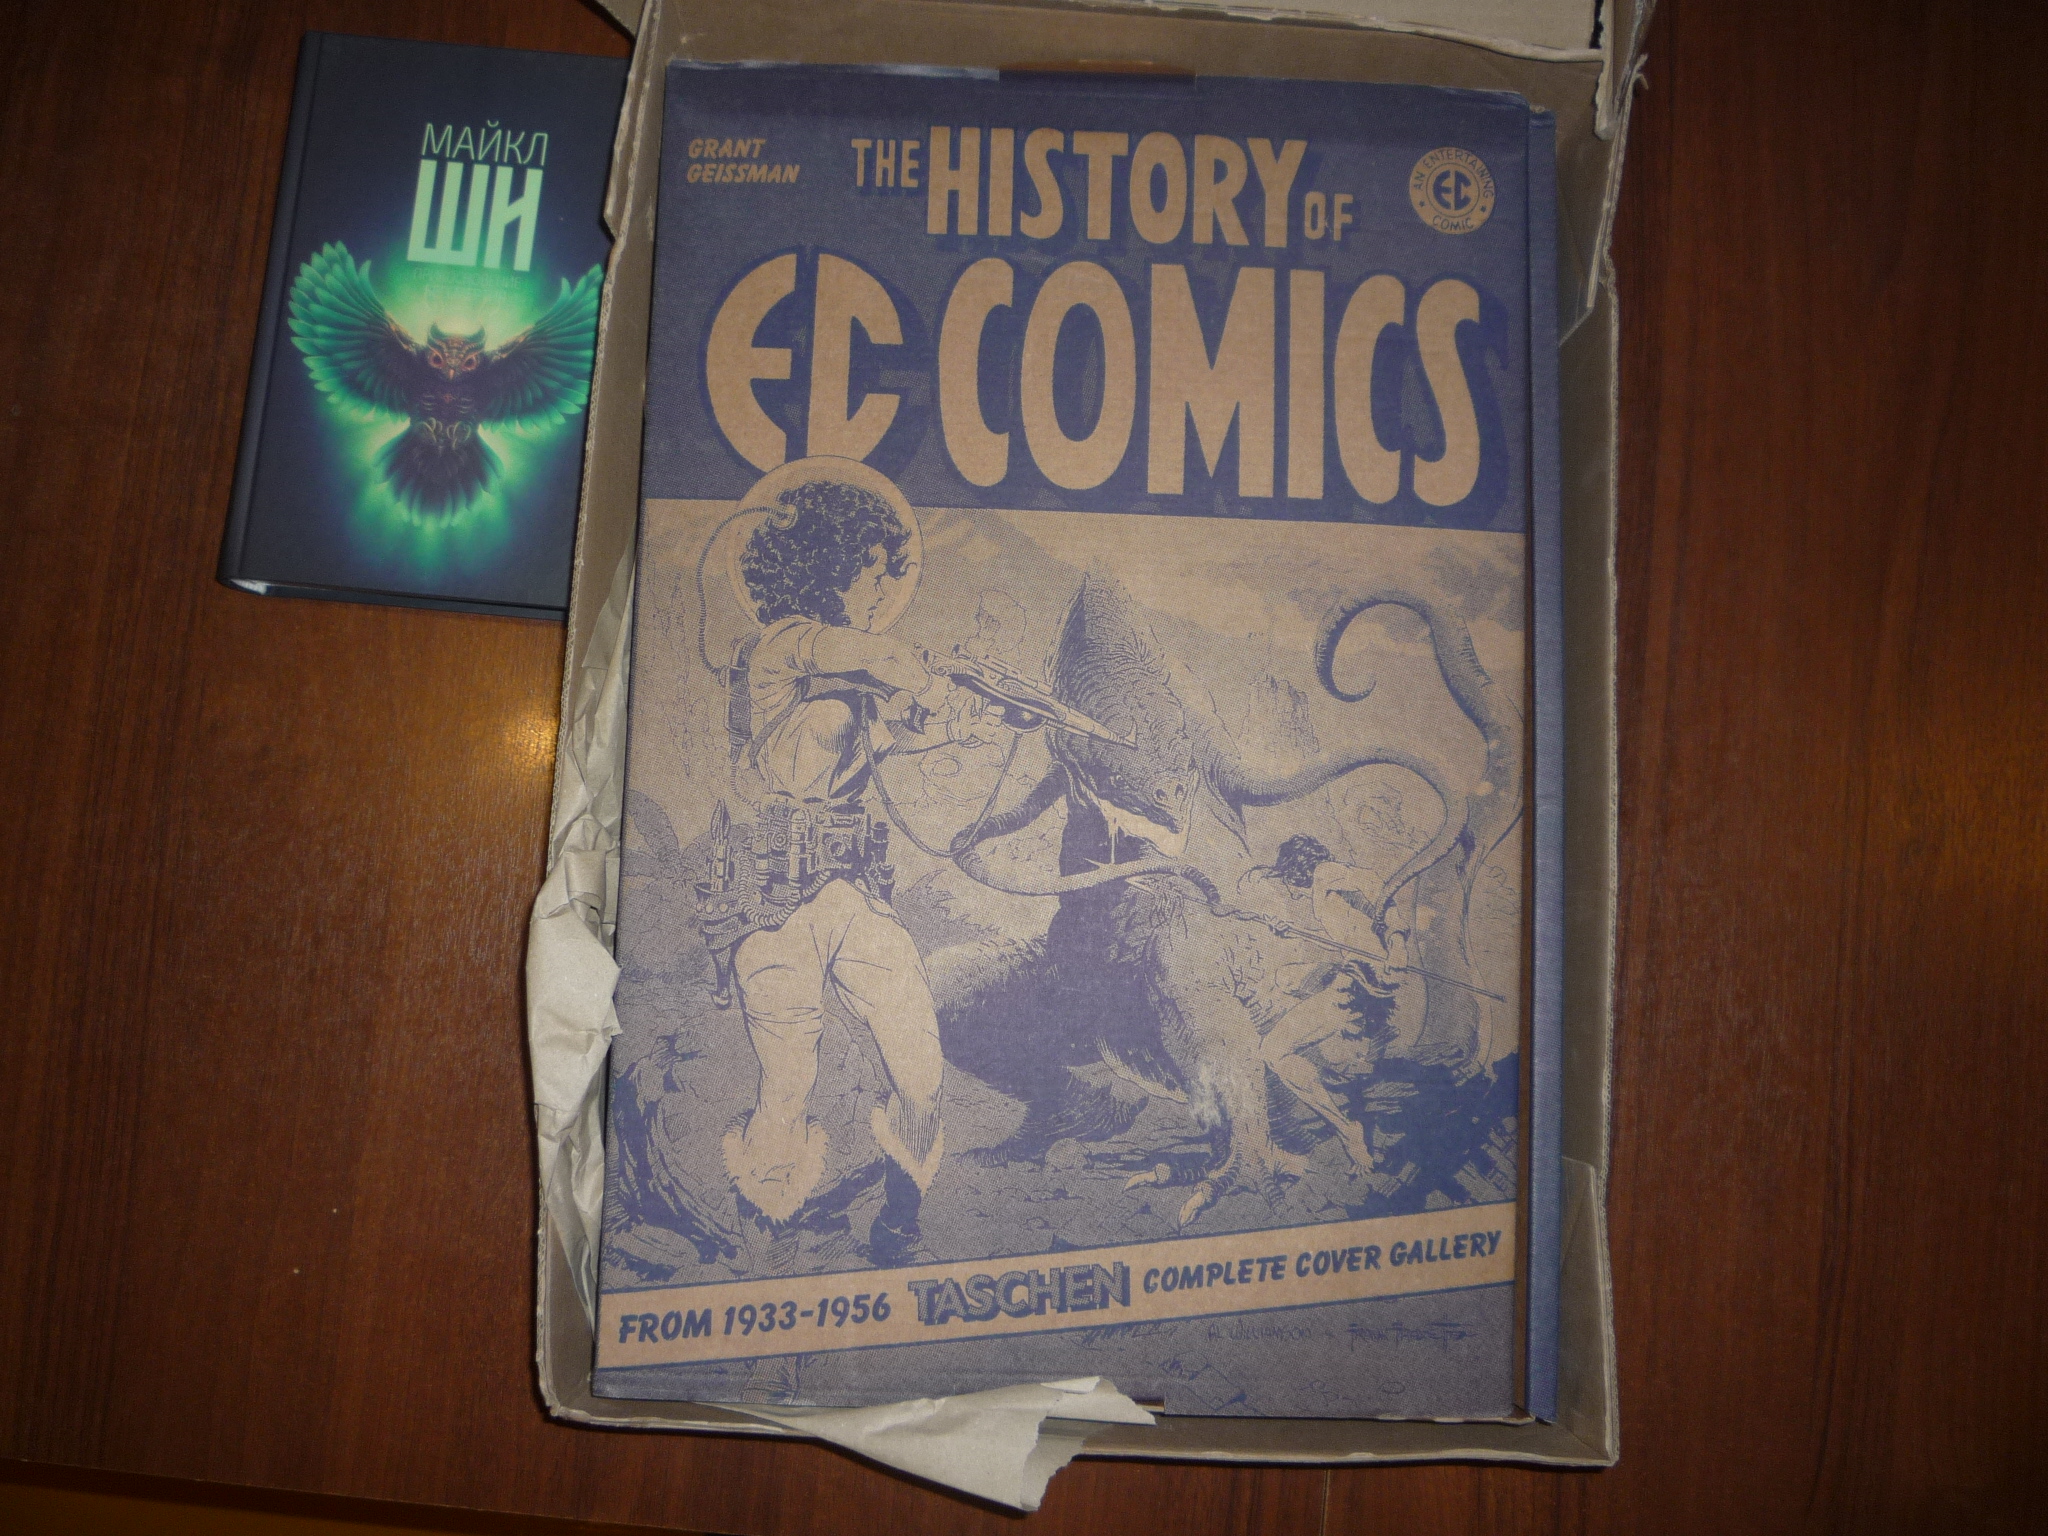 МАЙКЛ
ШИ
GRANT
GEISSMAN
THE HISTORY OF
EC COMICS
AN ENTERTAINING
EC
COMIC
FROM 1933-1956 TASCHEN COMPLETE COVER GALLERY